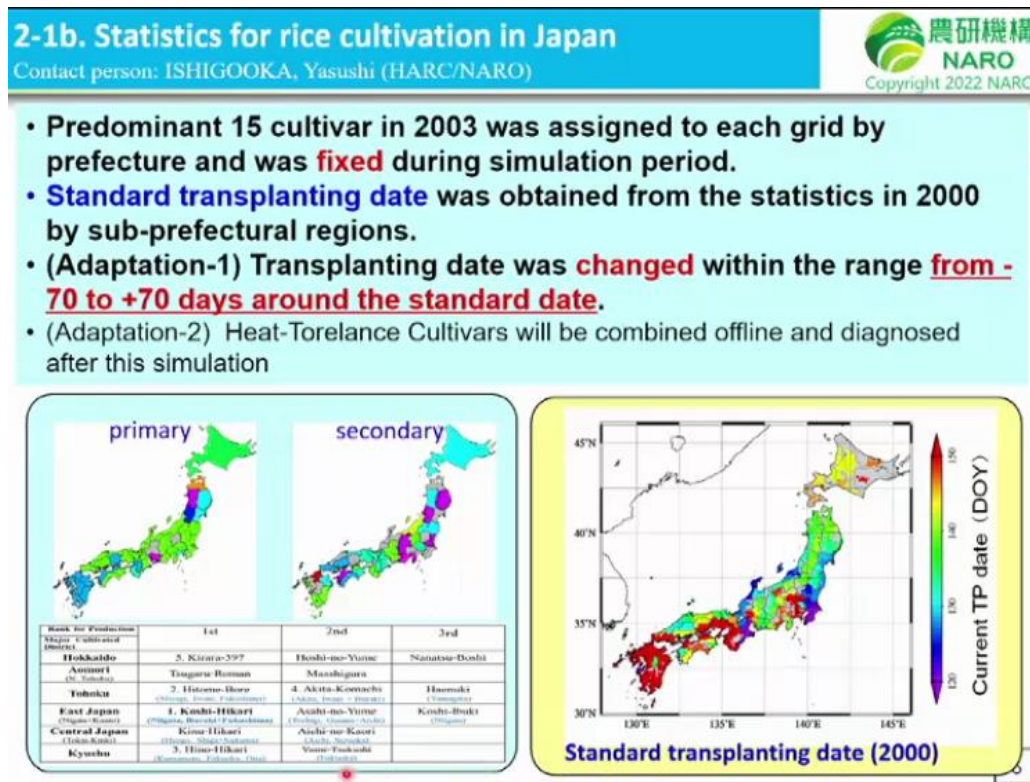 2-1b. Statistics for rice cultivation in Japan
Contact person: ISHIGOOKA, Yasushi (HARC/NARO)
農研機構
NARO
Copyright 2022 NARO
• Predominant 15 cultivar in 2003 was assigned to each grid by
prefecture and was fixed during simulation period.
• Standard transplanting date was obtained from the statistics in 2000
by sub-prefectural regions.
• (Adaptation-1) Transplanting date was changed within the range from -
70 to +70 days around the standard date.
• (Adaptation-2) Heat-Torelance Cultivars will be combined offline and diagnosed
after this simulation
primary
secondary
Rank for Production
Major Cultivated
District
1st
2nd
3rd
Hokkaido
5. Kirara-397
Hoshi-no-Yume
Nanatsu-Boshi
Aomori
(N. Tohoku)
Tsugaru-Roman
Masshigura
Tohoku
2. Hitome-Bore
4. Akita-Komachi
Haenuki
East Japan
1. Koshi-Hikari
Asahi-no-Yume
Koshi-Ibuki
Central Japan
Kinu-Hikari
Aichi-no-Kaori
Kyushu
3. Hino-Hikari
Yume-Tsukushi
45°N
40°N
35°N
30°N
130°E
135°E
140°E
145°E
150
140
130
120
Current TP date (DOY)
Standard transplanting date (2000)